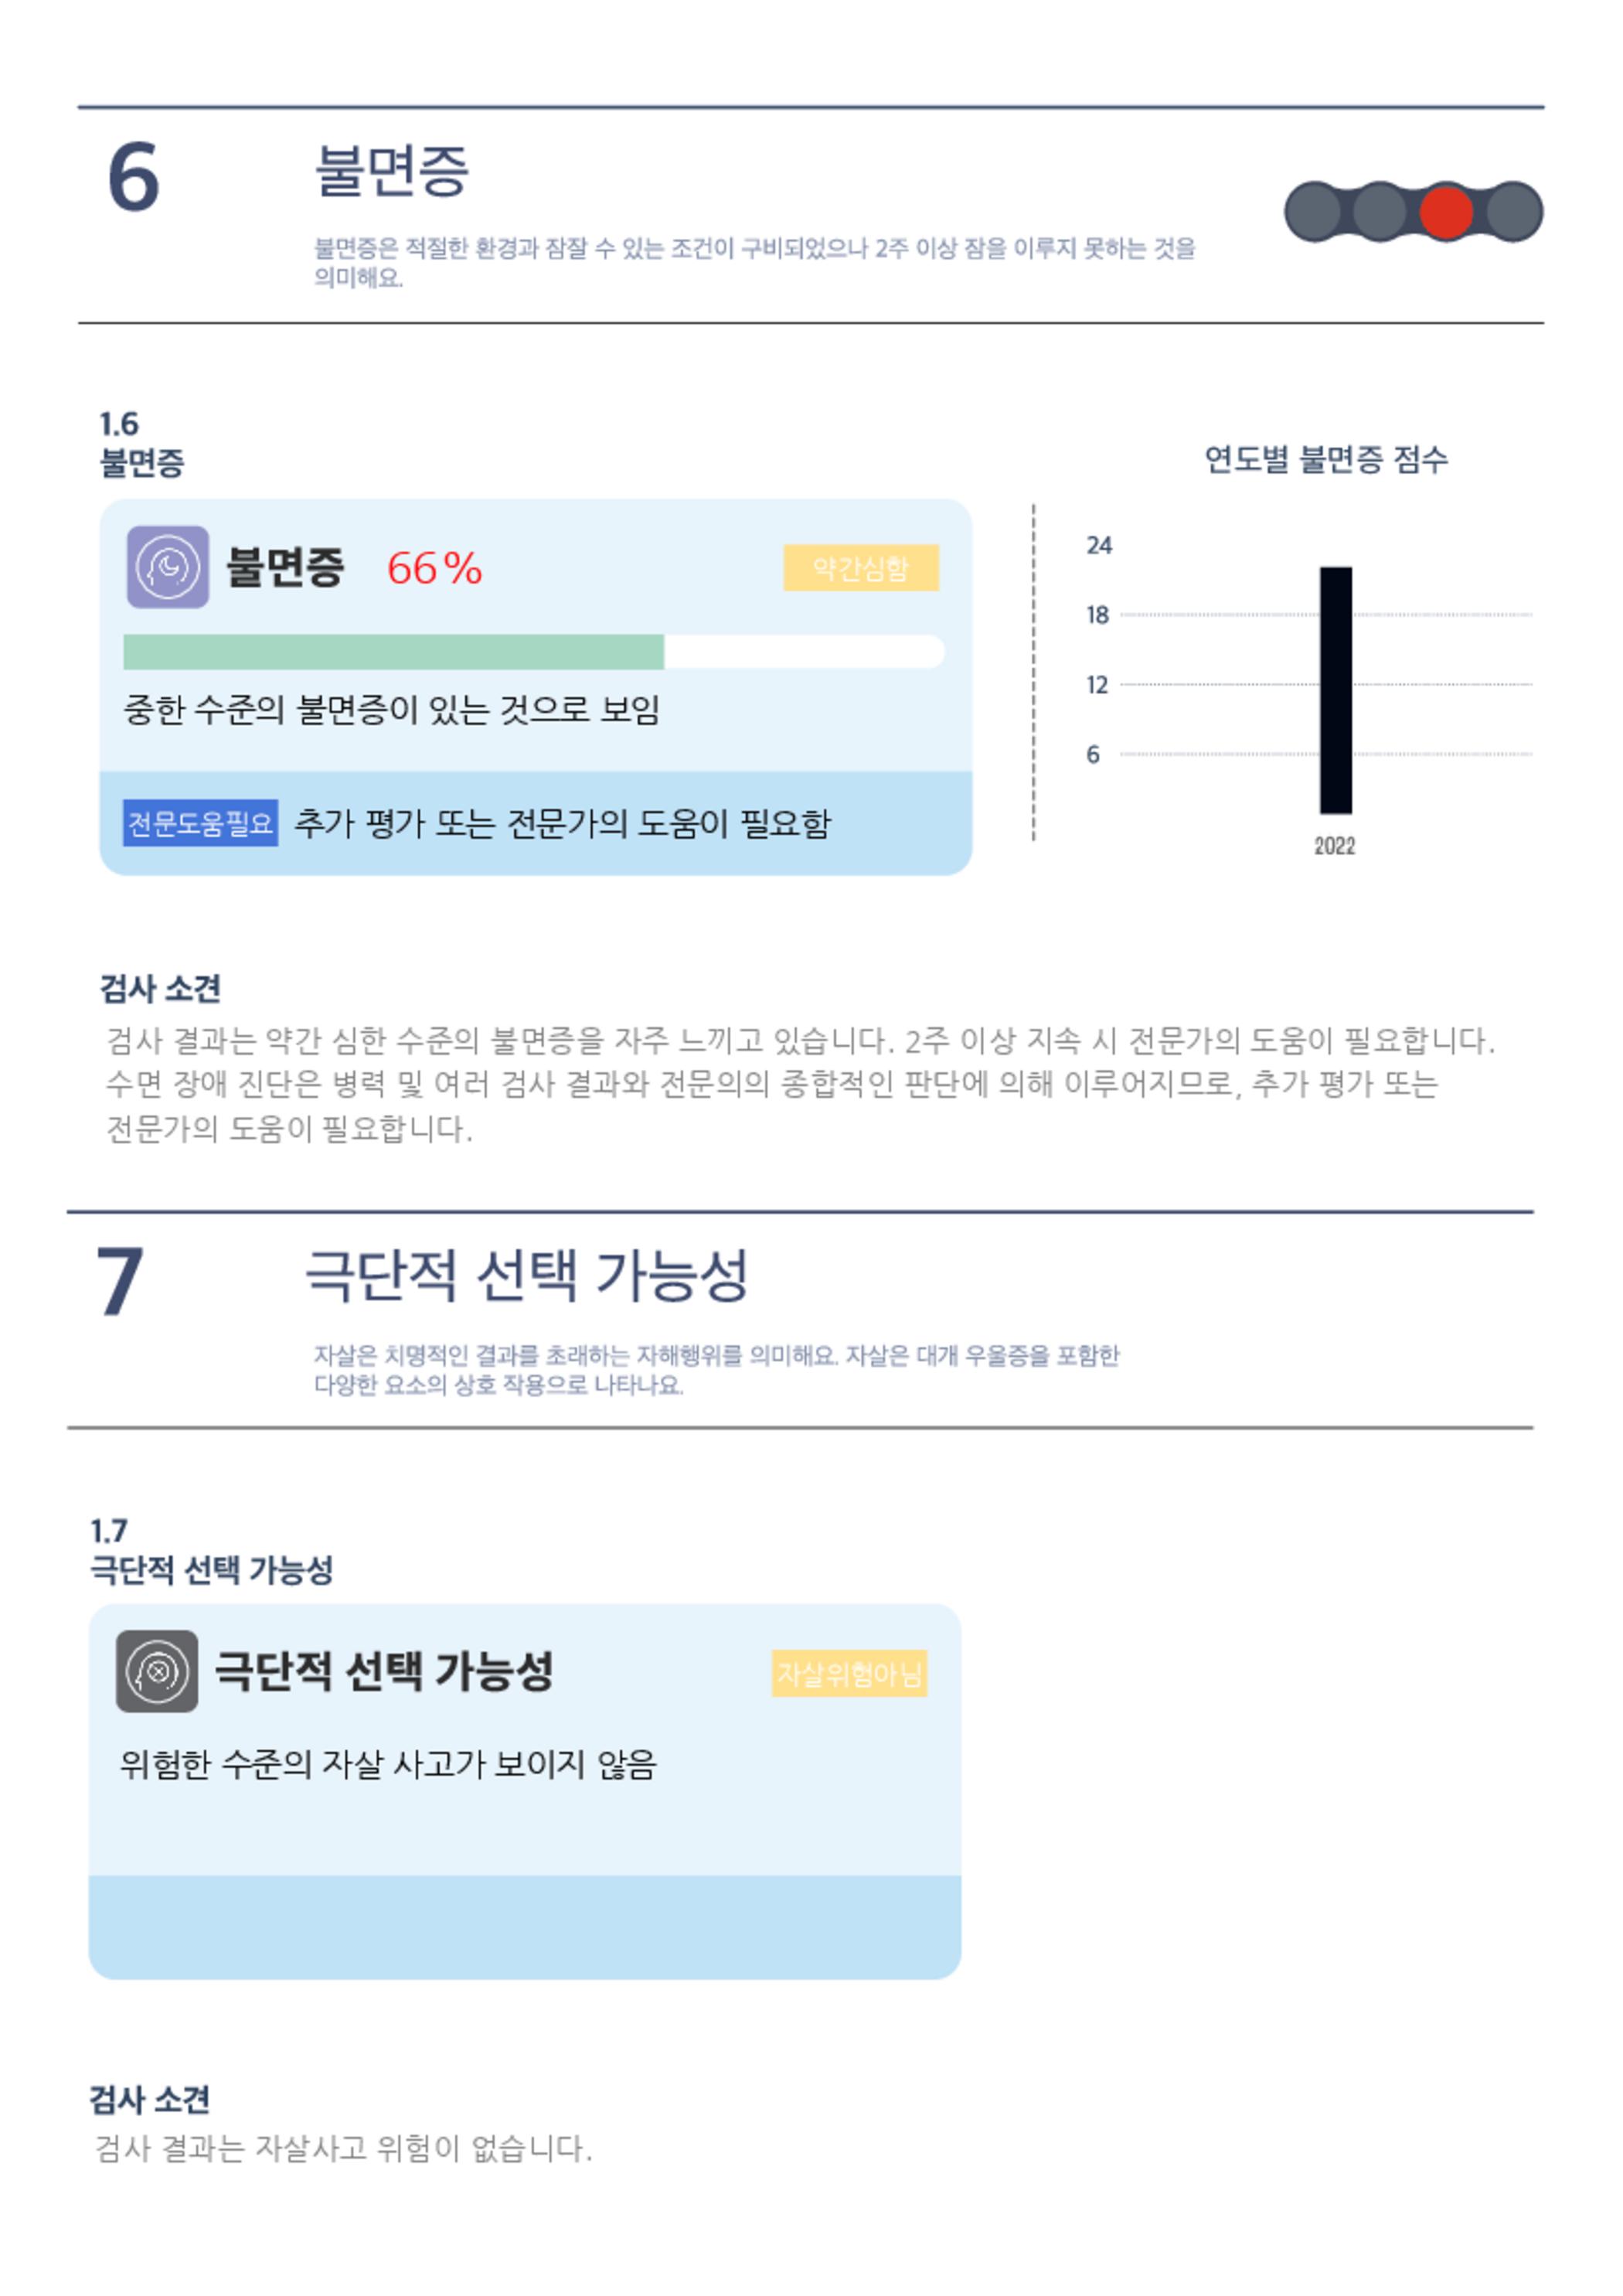 6
불면증
불면증은 적절한 환경과 잠잘 수 있는 조건이 구비되었으나 2주 이상 잠을 이루지 못하는 것을
의미해요.
1.6
불면증
불면증 66% 약간심함
중한 수준의 불면증이 있는 것으로 보임
전문도움필요 추가 평가 또는 전문가의 도움이 필요함
연도별 불면증 점수
24
18
12
6
2022
검사 소견
검사 결과는 약간 심한 수준의 불면증을 자주 느끼고 있습니다. 2주 이상 지속 시 전문가의 도움이 필요합니다.
수면 장애 진단은 병력 및 여러 검사 결과와 전문의의 종합적인 판단에 의해 이루어지므로, 추가 평가 또는
전문가의 도움이 필요합니다.
7
극단적 선택 가능성
자살은 치명적인 결과를 초래하는 자해행위를 의미해요. 자살은 대개 우울증을 포함한
다양한 요소의 상호 작용으로 나타나요.
1.7
극단적 선택 가능성
극단적 선택 가능성 자살위험아님
위험한 수준의 자살 사고가 보이지 않음
검사 소견
검사 결과는 자살사고 위험이 없습니다.